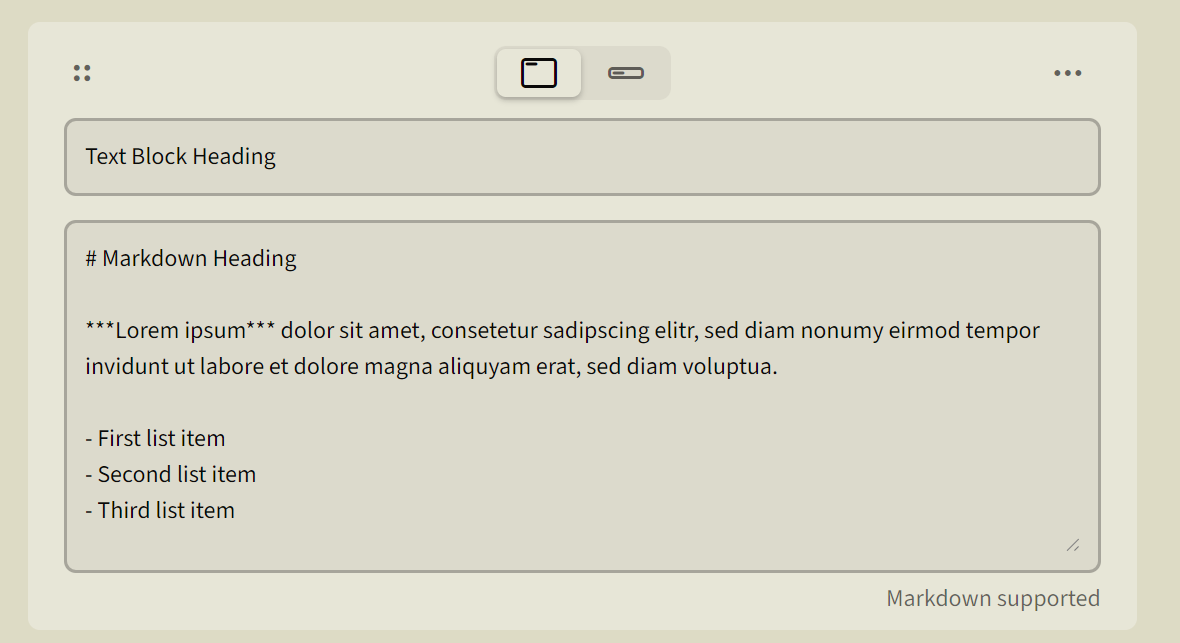 Text Block Heading
# Markdown Heading
***Lorem ipsum*** dolor sit amet, consetetur sadipscing elitr, sed diam nonumy eirmod tempor
invidunt ut labore et dolore magna aliquyam erat, sed diam voluptua.
- First list item
- Second list item
- Third list item
Markdown supported